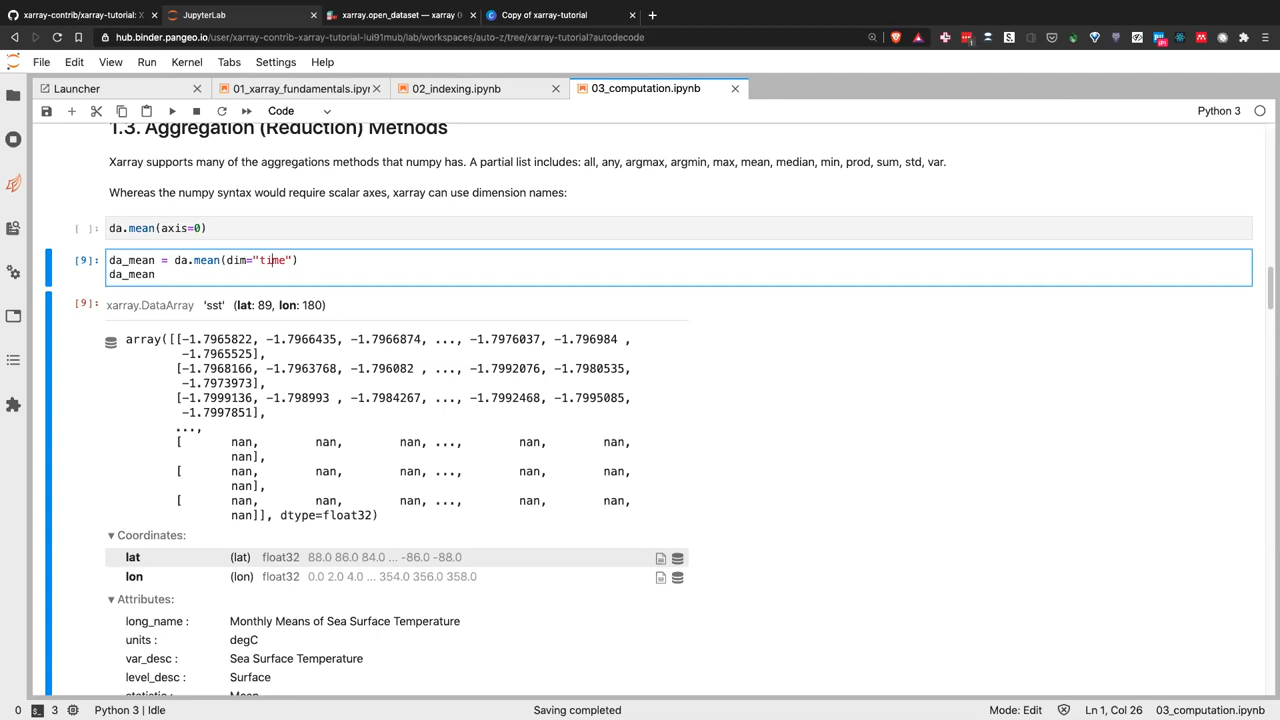 xarray-contrib/xarray-tutorial: X
JupyterLab
xarray.open_dataset — xarray 0
Copy of xarray-tutorial
hub.binder.pangeo.io/user/xarray-contrib-xarray-tutorial-lui91mub/lab/workspaces/auto-z/tree/xarray-tutorial?autodecode
File Edit View Run Kernel Tabs Settings Help
Launcher
01_xarray_fundamentals.ipyn
02_indexing.ipynb
03_computation.ipynb
Code
Python 3
1.3. Aggregation (Reduction) Methods
Xarray supports many of the aggregations methods that numpy has. A partial list includes: all, any, argmax, argmin, max, mean, median, min, prod, sum, std, var.
Whereas the numpy syntax would require scalar axes, xarray can use dimension names:
[ ]: da.mean(axis=0)
[9]: da_mean = da.mean(dim="time")
da_mean
[9]: xarray.DataArray 'sst' (lat: 89, lon: 180)
array([[-1.7965822, -1.7966435, -1.7966874, ..., -1.7976037, -1.796984 ,
-1.7965525],
[-1.7968166, -1.7963768, -1.796082 , ..., -1.7992076, -1.7980535,
-1.7973973],
[-1.7999136, -1.798993 , -1.7984267, ..., -1.7992468, -1.7995085,
-1.7997851],
...,
[ nan, nan, nan, ..., nan, nan,
nan],
[ nan, nan, nan, ..., nan, nan,
nan],
[ nan, nan, nan, ..., nan, nan,
nan]], dtype=float32)
▼ Coordinates:
lat (lat) float32 88.0 86.0 84.0 ... -86.0 -88.0
lon (lon) float32 0.0 2.0 4.0 ... 354.0 356.0 358.0
▼ Attributes:
long_name : Monthly Means of Sea Surface Temperature
units : degC
var_desc : Sea Surface Temperature
level_desc : Surface
statistic : Mean
0 3 Python 3 | Idle Saving completed Mode: Edit Ln 1, Col 26 03_computation.ipynb